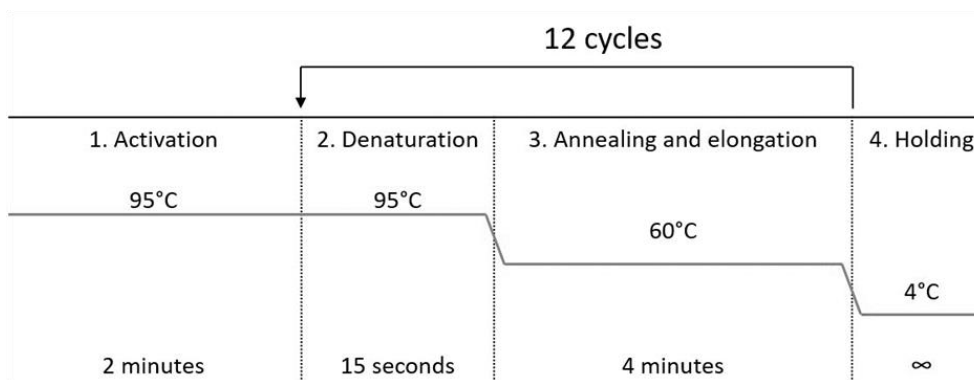 12 cycles
1. Activation
2. Denaturation
3. Annealing and elongation
4. Holding
95°C
95°C
60°C
4°C
2 minutes
15 seconds
4 minutes
∞